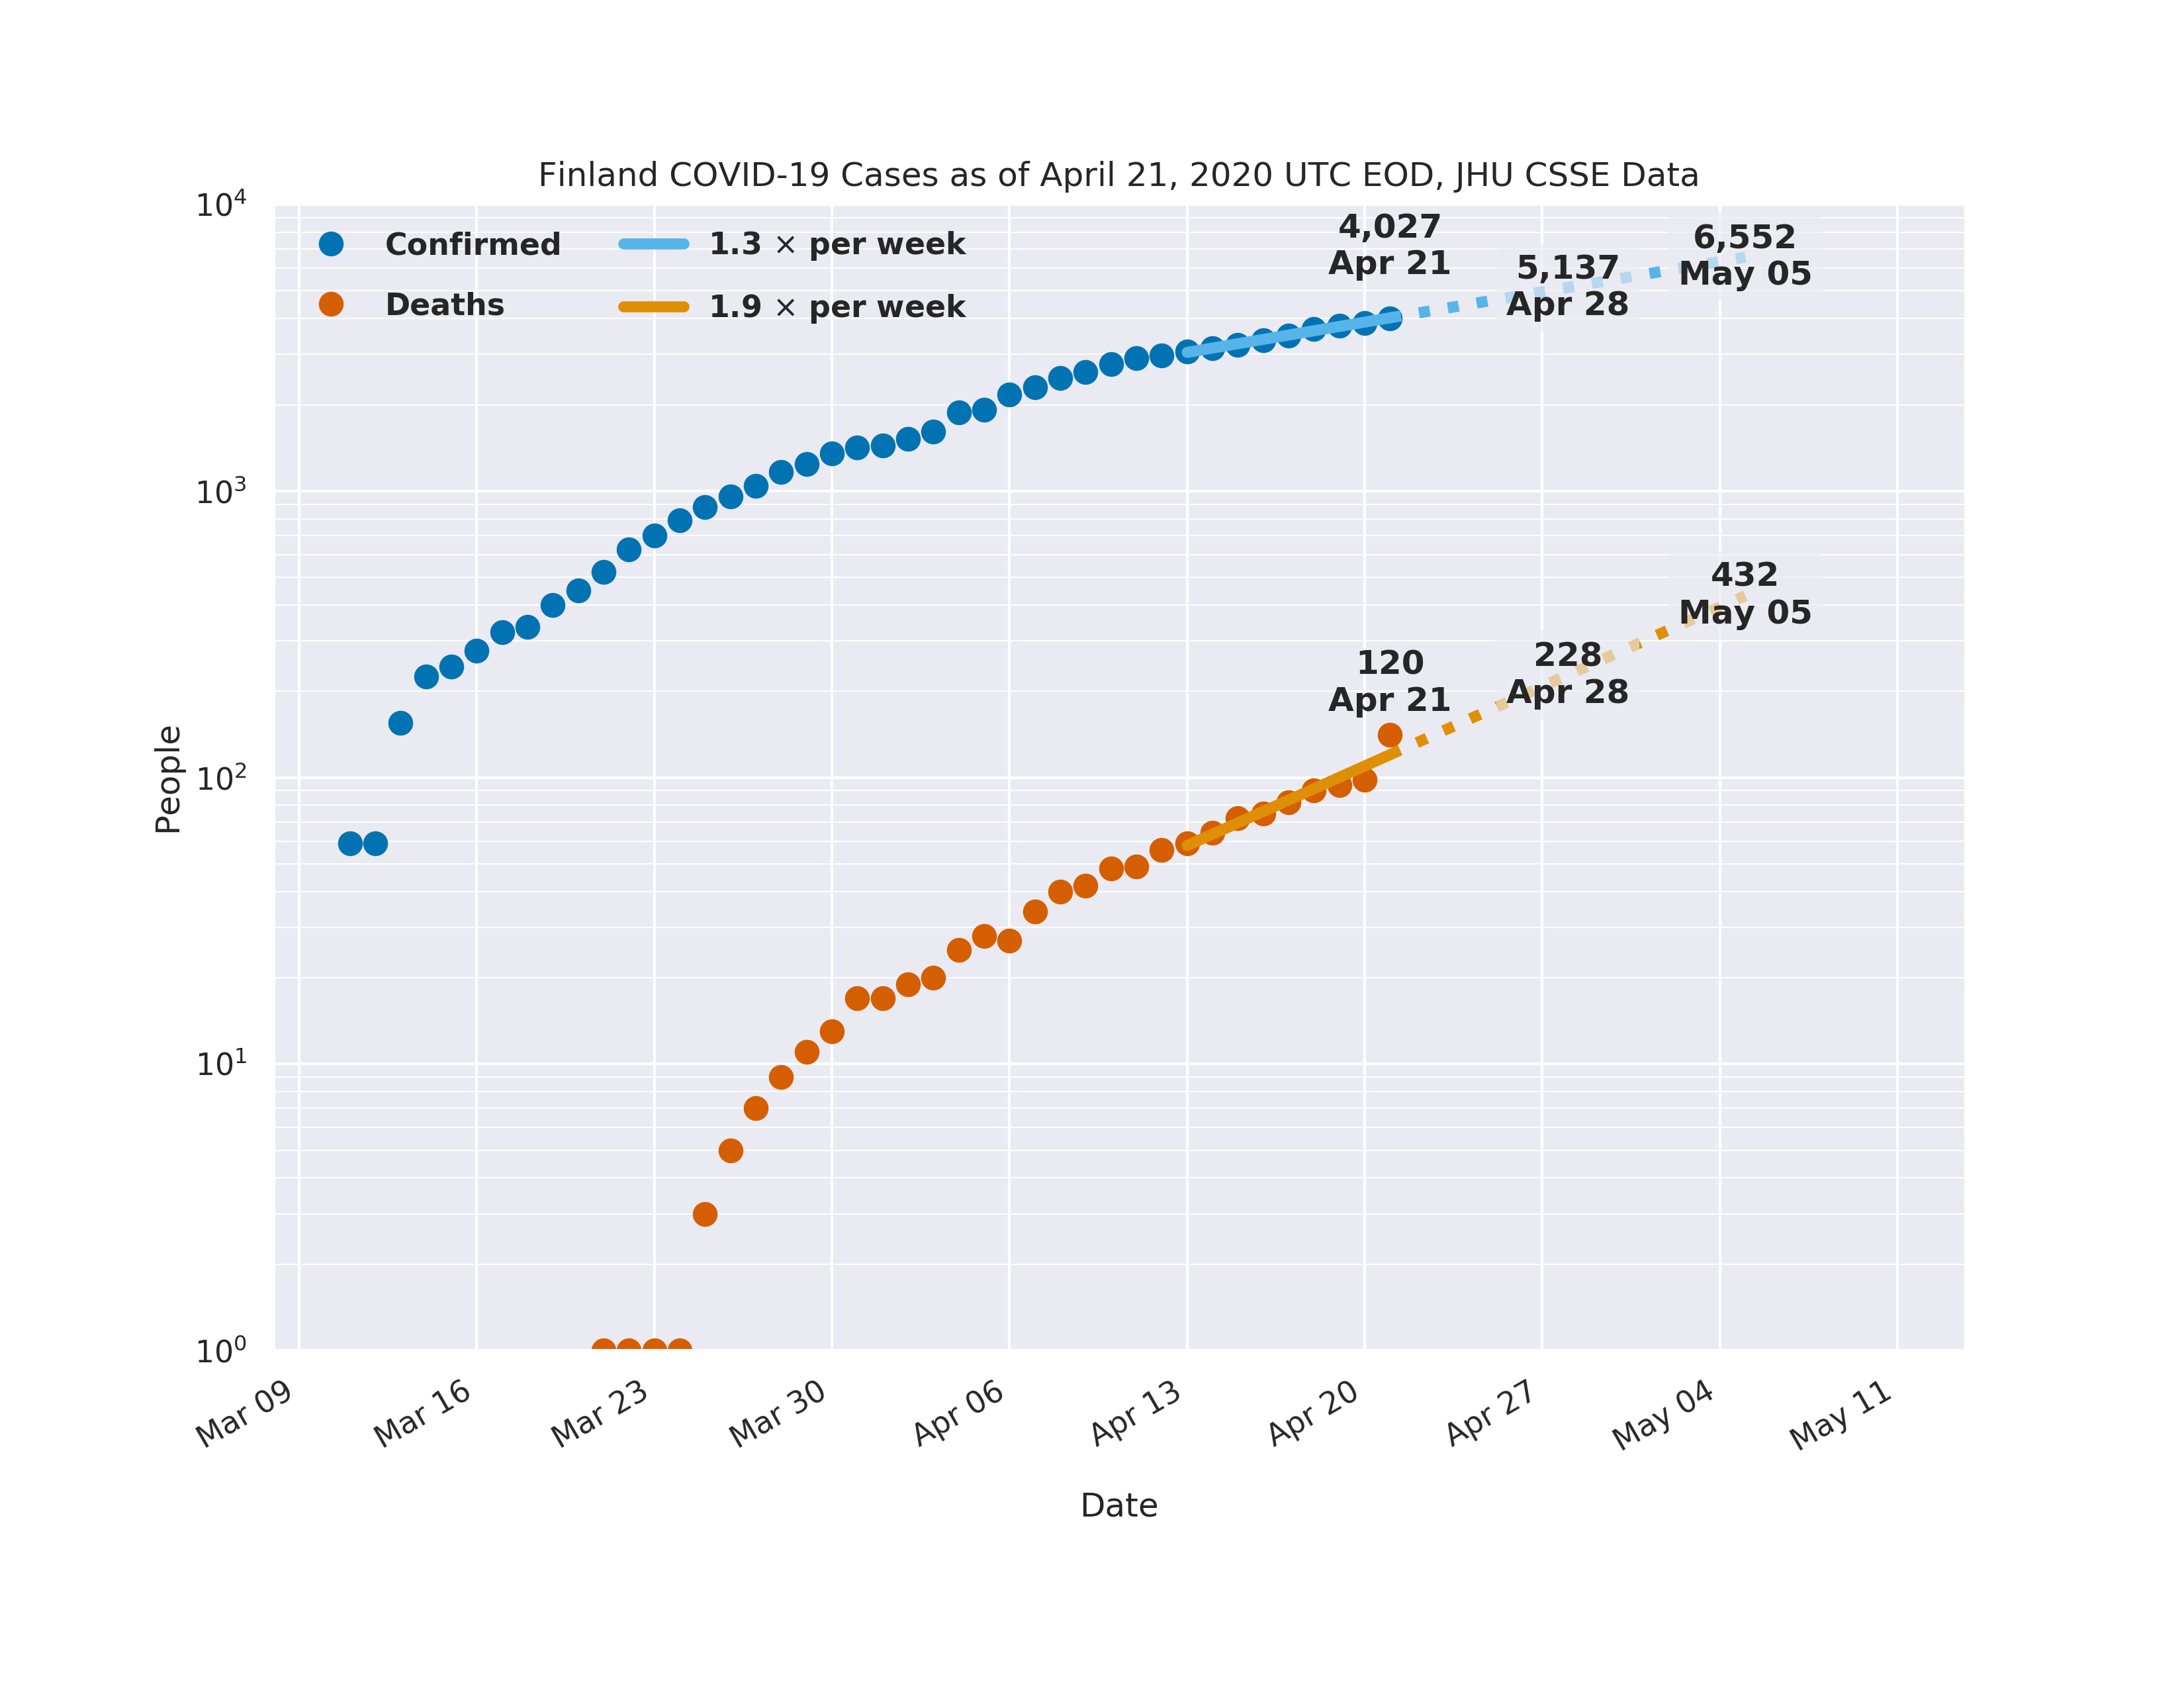 Finland COVID-19 Cases as of April 21, 2020 UTC EOD, JHU CSSE Data
10⁴
10³
10²
10¹
10⁰
People
Confirmed
Deaths
1.3 × per week
1.9 × per week
4,027
Apr 21
5,137
Apr 28
6,552
May 05
120
Apr 21
228
Apr 28
432
May 05
Mar 09
Mar 16
Mar 23
Mar 30
Apr 06
Apr 13
Apr 20
Apr 27
May 04
May 11
Date